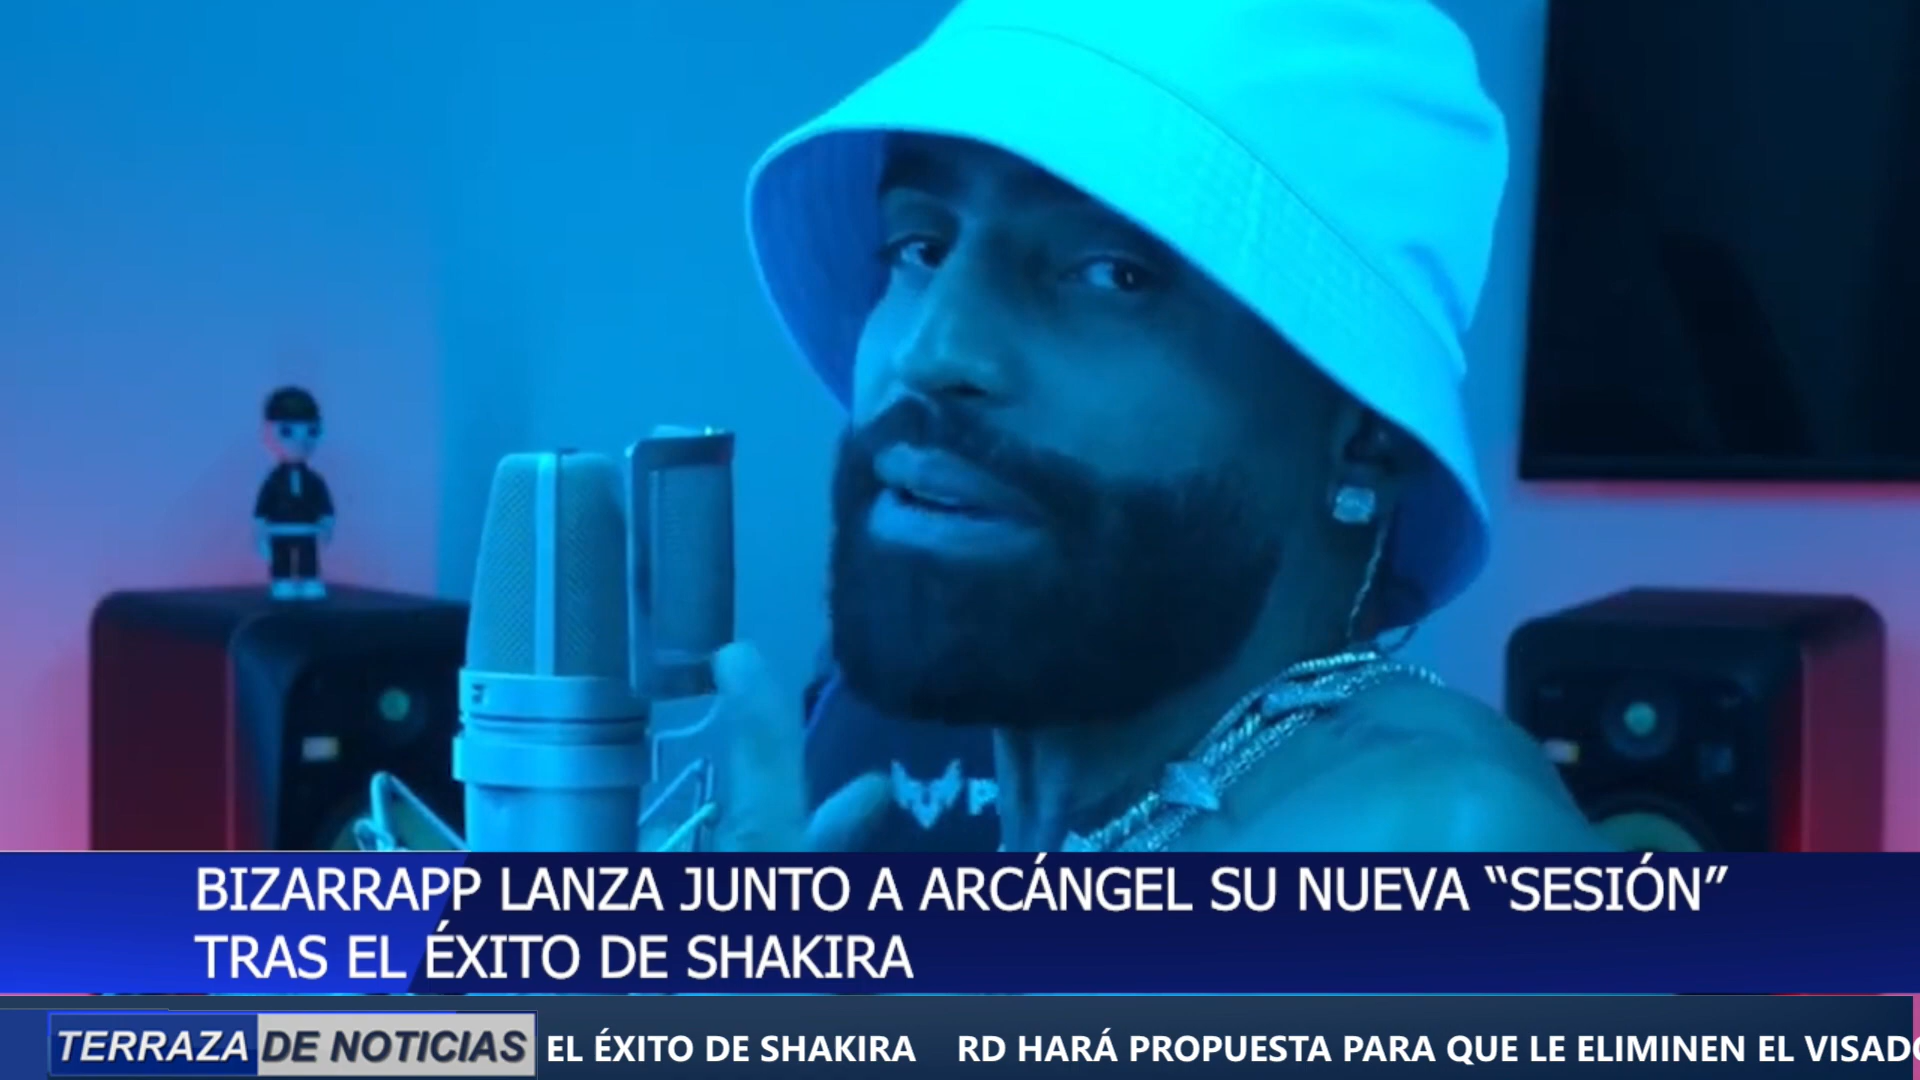 BIZARRAPP LANZA JUNTO A ARCÁNGEL SU NUEVA “SESIÓN”
TRAS EL ÉXITO DE SHAKIRA
TERRAZA DE NOTICIAS
EL ÉXITO DE SHAKIRA RD HARÁ PROPUESTA PARA QUE LE ELIMINEN EL VISADO